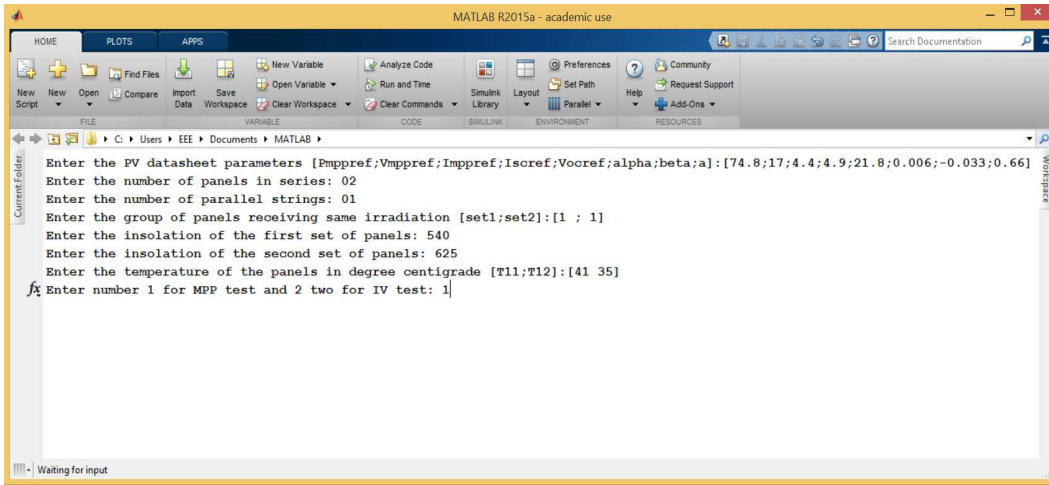 MATLAB R2015a - academic use
HOME PLOTS APPS
Search Documentation
New Script
New
Open
Find Files
Compare
Import Data
Save Workspace
New Variable
Open Variable
Clear Workspace
Analyze Code
Run and Time
Clear Commands
Simulink Library
Layout
Preferences
Set Path
Parallel
Help
Community
Request Support
Add-Ons
FILE VARIABLE CODE SIMULINK ENVIRONMENT RESOURCES
C: Users EEE Documents MATLAB
Current Folder
Workspace
Enter the PV datasheet parameters [Pmppref;Vmppref;Imppref;Iscref;Vocref;alpha;beta;a]:[74.8;17;4.4;4.9;21.8;0.006;-0.033;0.66]
Enter the number of panels in series: 02
Enter the number of parallel strings: 01
Enter the group of panels receiving same irradiation [set1;set2]:[1 ; 1]
Enter the insolation of the first set of panels: 540
Enter the insolation of the second set of panels: 625
Enter the temperature of the panels in degree centigrade [T11;T12]:[41 35]
fx Enter number 1 for MPP test and 2 two for IV test: 1
Waiting for input